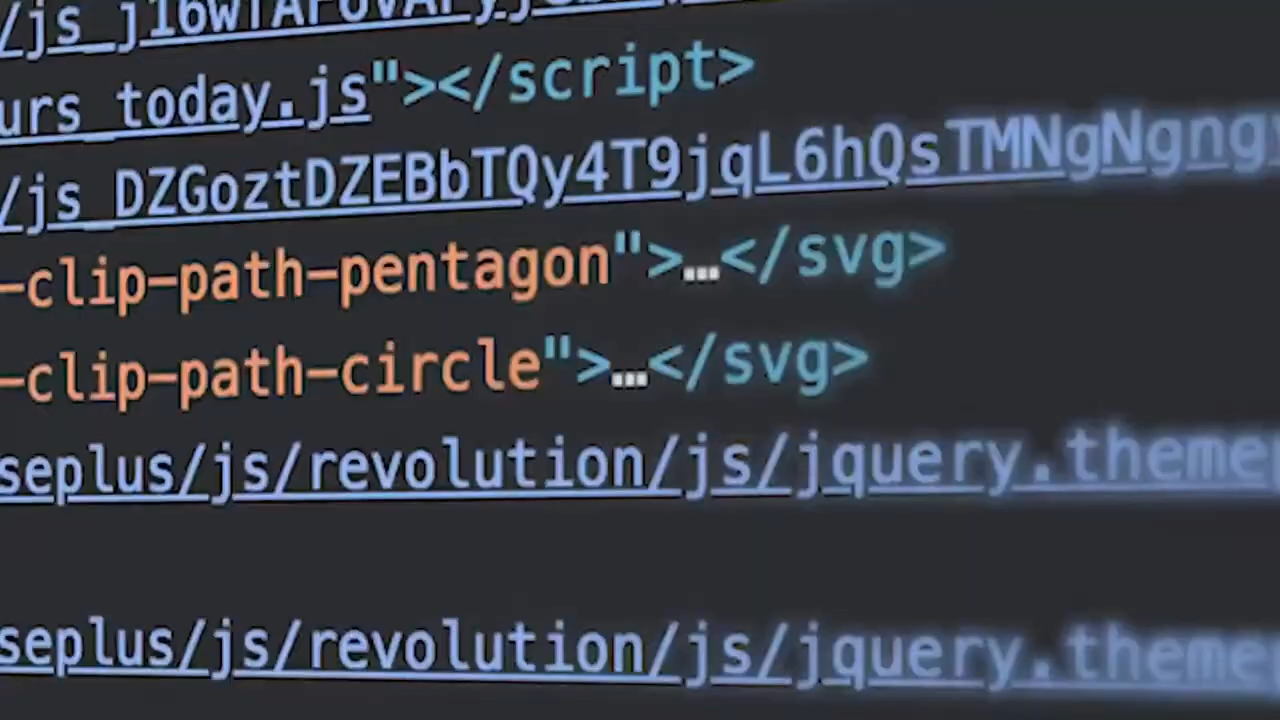 urs_today.js"></script>
/js_DZGoztDZEBbTQy4T9jqL6hQsTMNgNgng
-clip-path-pentagon">…</svg>
-clip-path-circle">…</svg>
seplus/js/revolution/js/jquery.theme
seplus/js/revolution/js/jquery.theme